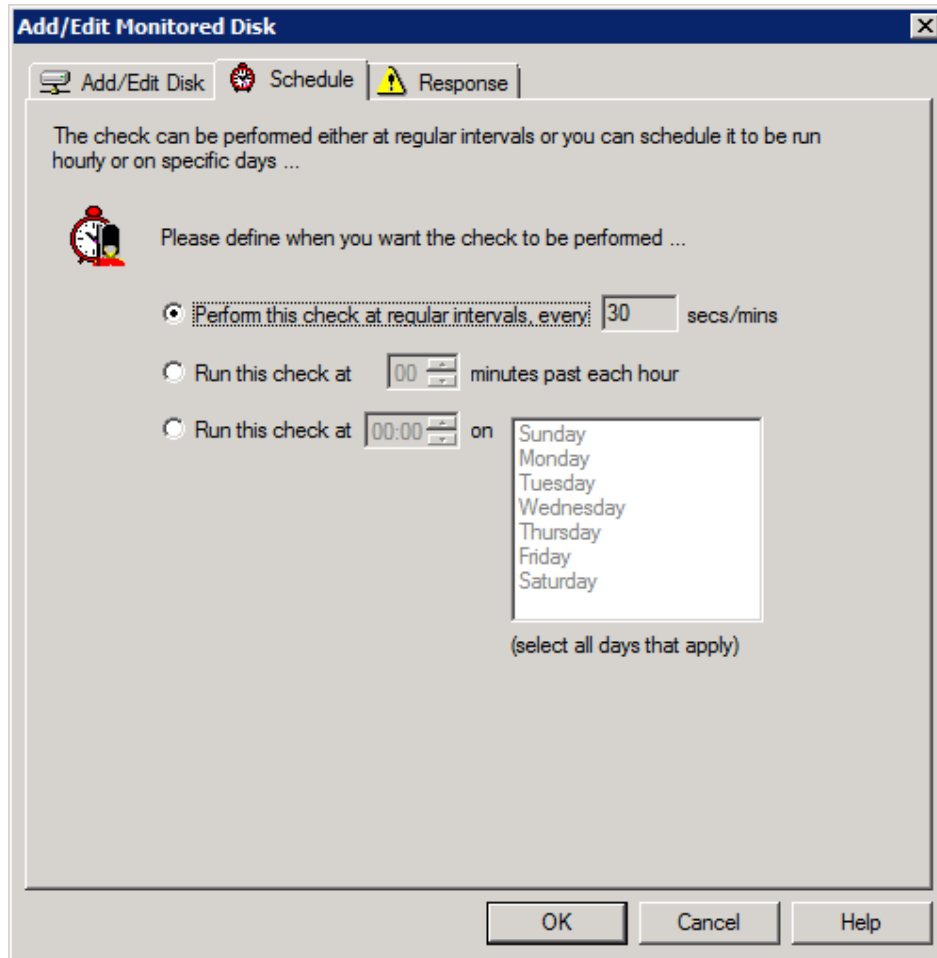 Add/Edit Monitored Disk
Add/Edit Disk Schedule Response
The check can be performed either at regular intervals or you can schedule it to be run
hourly or on specific days ...
Please define when you want the check to be performed ...
Perform this check at regular intervals, every 30 secs/mins
Run this check at 00 minutes past each hour
Run this check at 00:00 on
Sunday
Monday
Tuesday
Wednesday
Thursday
Friday
Saturday
(select all days that apply)
OK Cancel Help